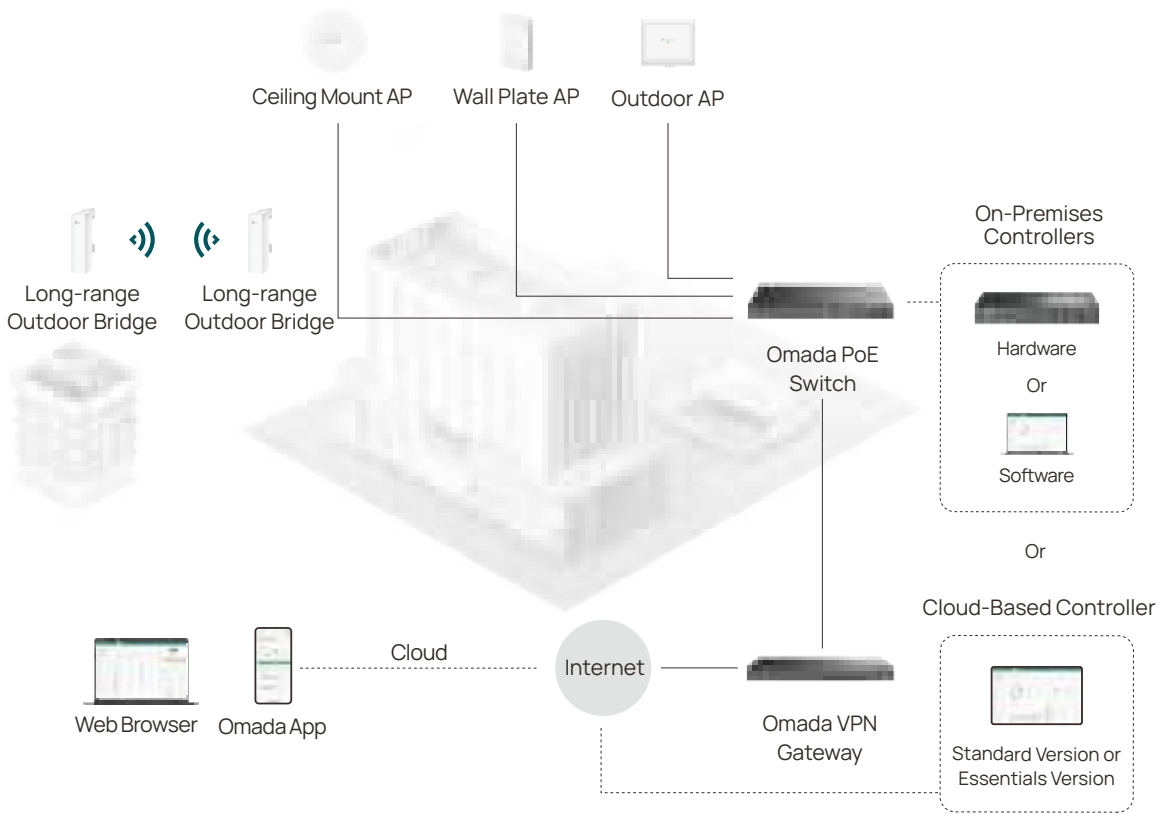 Ceiling Mount AP
Wall Plate AP
Outdoor AP
On-Premises
Controllers
Long-range
Outdoor Bridge
Long-range
Outdoor Bridge
Hardware
Or
Software
Omada PoE
Switch
Or
Cloud-Based Controller
Cloud
Internet
Web Browser
Omada App
Omada VPN
Gateway
Standard Version or
Essentials Version